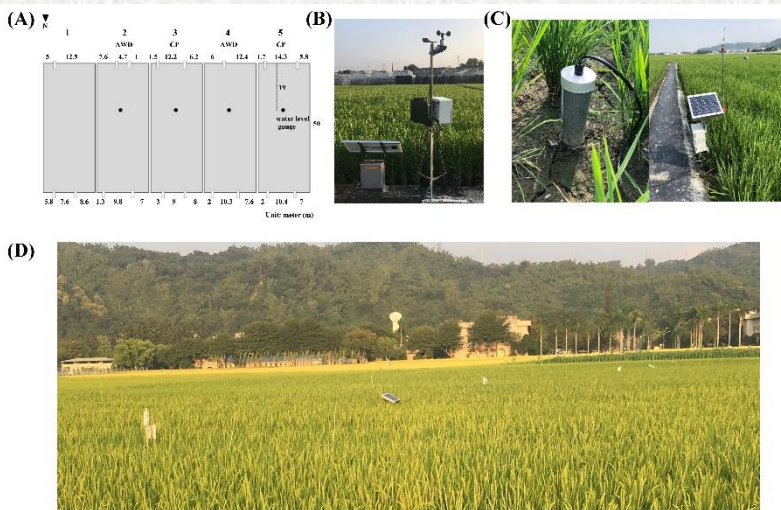 (A)
N
1 2 3 4 5
AWD CP AWD CP
5 12.5 7.6 4.7 1 1.5 12.2 6.2 6 12.4 1.7 14.3 5.8
19
water level
gauge
50
5.8 7.6 8.6 1.3 9.8 7 3 9 8 2 10.3 7.6 2 10.4 7
Unit: meter (m)
(B)
(C)
(D)